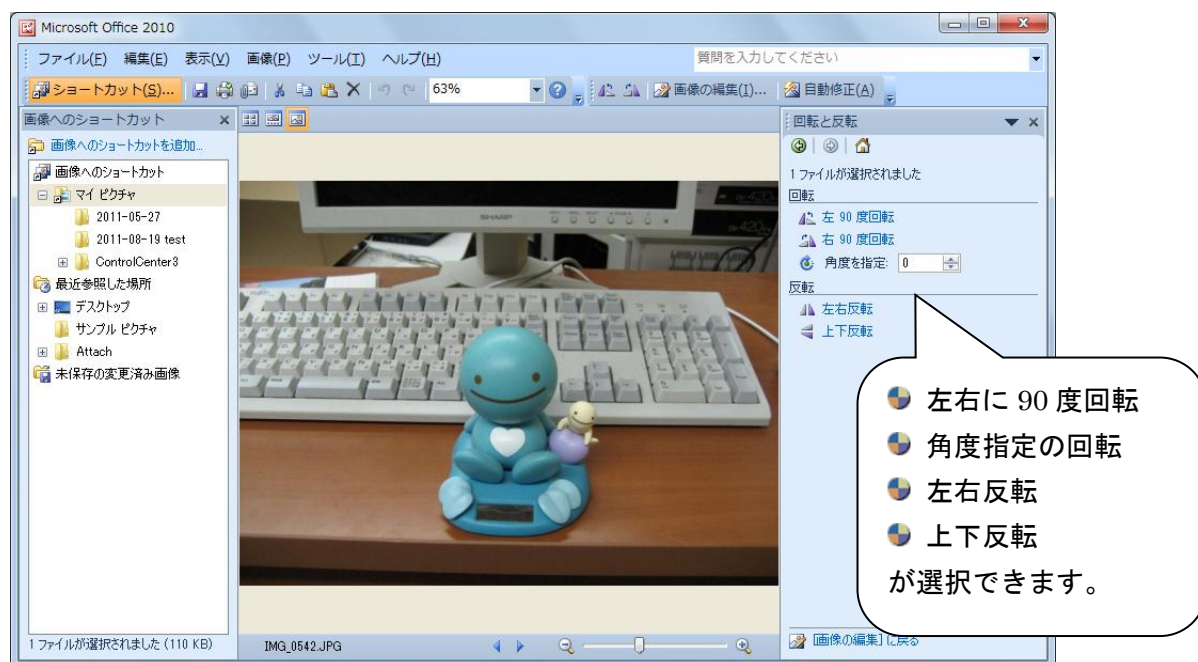 Microsoft Office 2010
ファイル(F) 編集(E) 表示(V) 画像(P) ツール(T) ヘルプ(H)
質問を入力してください
ショートカット(S)...
63%
画像の編集(I)...
自動修正(A)
画像へのショートカット
画像へのショートカットを追加...
画像へのショートカット
マイ ピクチャ
2011-05-27
2011-08-19 test
ControlCenter3
最近参照した場所
デスクトップ
サンプル ピクチャ
Attach
未保存の変更済み画像
1 ファイルが選択されました (110 KB)
SHARP
IMG_0542.JPG
回転と反転
1 ファイルが選択されました
回転
左 90 度回転
右 90 度回転
角度を指定: 0
反転
左右反転
上下反転
左右に 90 度回転
角度指定の回転
左右反転
上下反転
が選択できます。
[画像の編集] に戻る